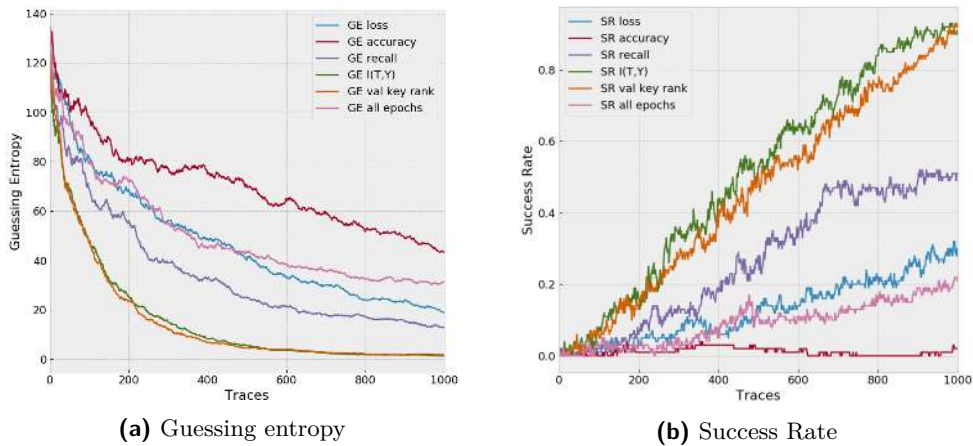 140
120
100
80
60
40
20
0
Guessing Entropy
GE loss
GE accuracy
GE recall
GE I(T,Y)
GE val key rank
GE all epochs
0 200 400 600 800 1000
Traces
(a) Guessing entropy
0.8
0.6
0.4
0.2
0.0
Success Rate
SR loss
SR accuracy
SR recall
SR I(T,Y)
SR val key rank
SR all epochs
0 200 400 600 800 1000
Traces
(b) Success Rate